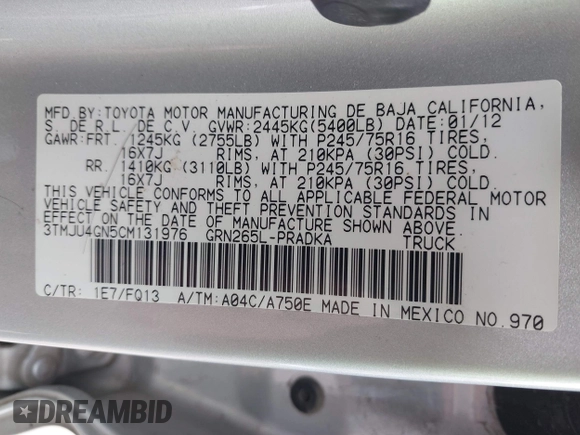 MFD. BY: TOYOTA MOTOR MANUFACTURING DE BAJA CALIFORNIA,
S. DE R.L. DE C.V. GVWR:2445KG(5400LB) DATE:01/12
GAWR:FRT. 1245KG (2755LB) WITH P245/75R16 TIRES,
16X7J RIMS, AT 210KPA (30PSI) COLD.
RR. 1410KG (3110LB) WITH P245/75R16 TIRES,
16X7J RIMS, AT 210KPA (30PSI) COLD.
THIS VEHICLE CONFORMS TO ALL APPLICABLE FEDERAL MOTOR
VEHICLE SAFETY AND THEFT PREVENTION STANDARDS IN
EFFECT ON THE DATE OF MANUFACTURE SHOWN ABOVE.
3TMJU4GN5CM131976 GRN265L-PRADKA TRUCK
C/TR: 1E7/FQ13 A/TM:A04C/A750E MADE IN MEXICO NO.970
DREAMBID